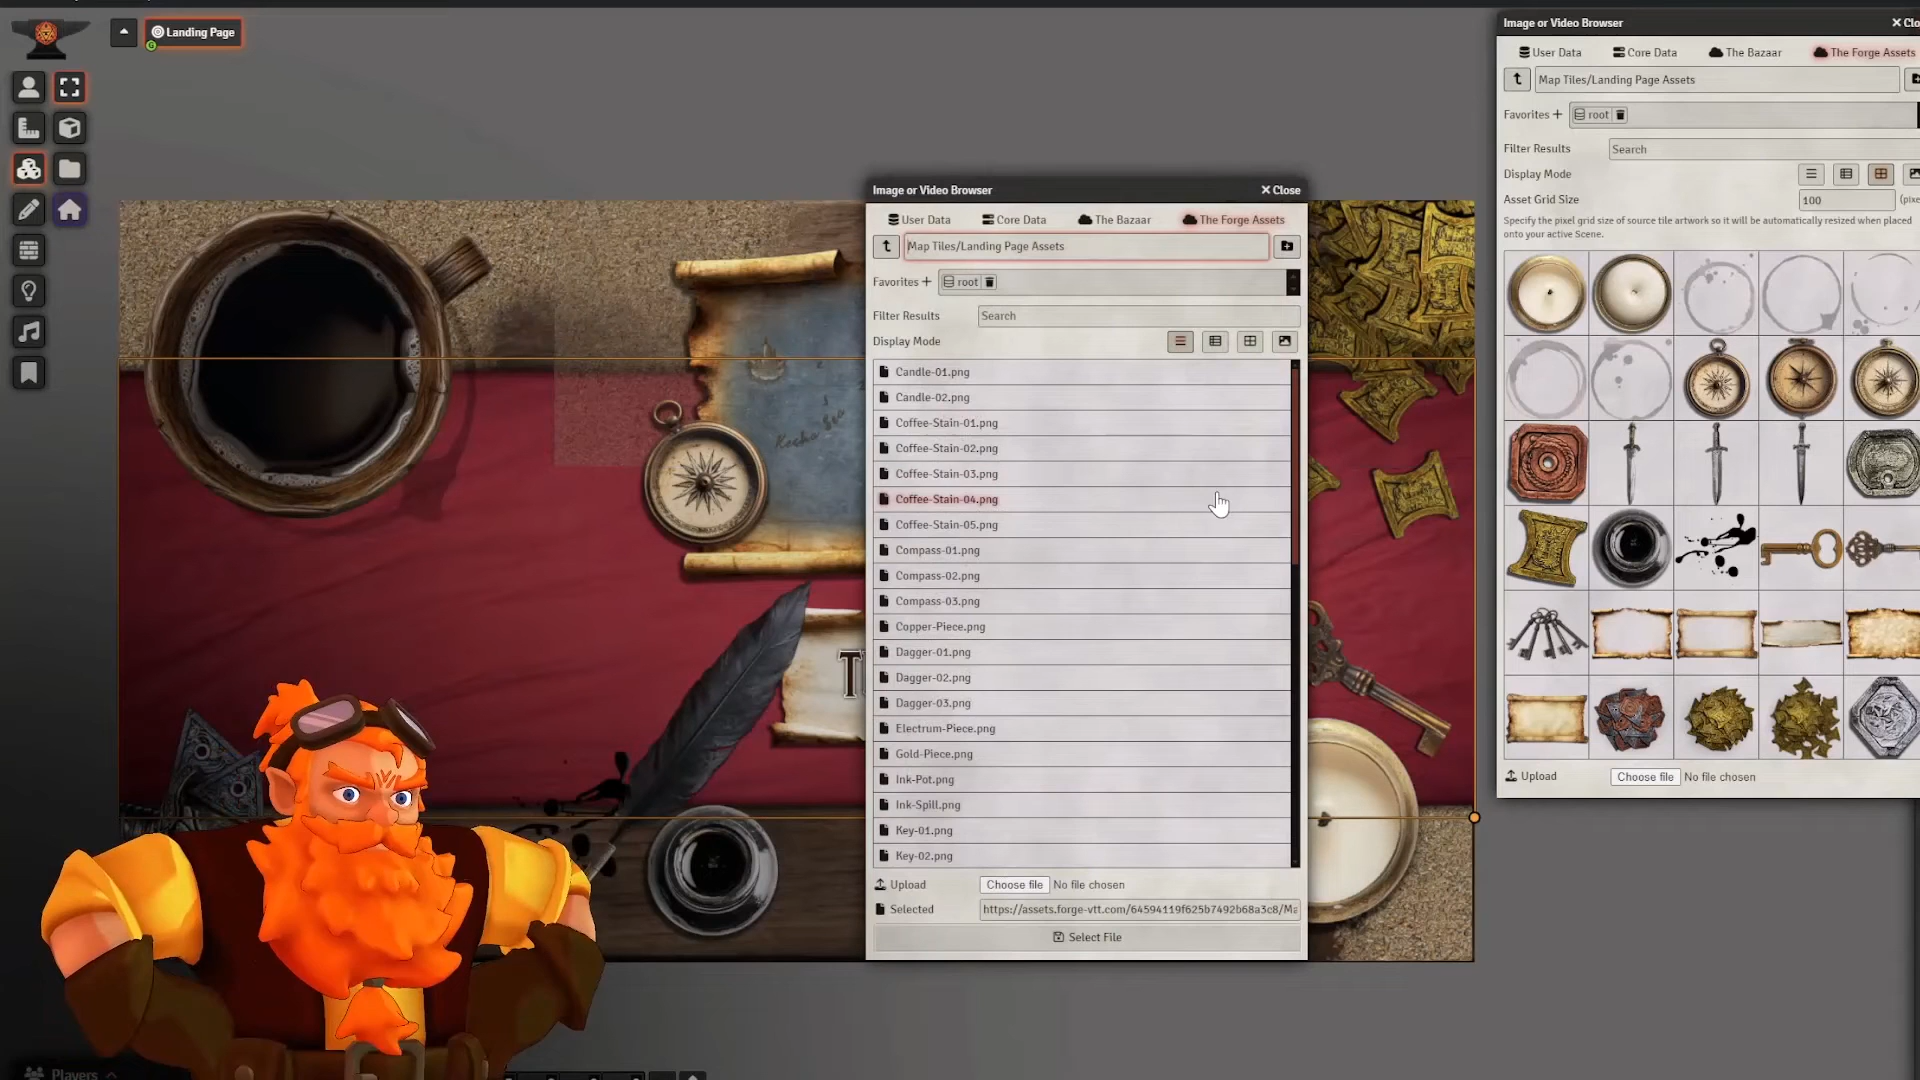 Landing Page
G
Image or Video Browser
Close
User Data
Core Data
The Bazaar
The Forge Assets
Map Tiles/Landing Page Assets
Favorites
root
Filter Results
Search
Display Mode
Candle-01.png
Candle-02.png
Coffee-Stain-01.png
Coffee-Stain-02.png
Coffee-Stain-03.png
Coffee-Stain-04.png
Coffee-Stain-05.png
Compass-01.png
Compass-02.png
Compass-03.png
Copper-Piece.png
Dagger-01.png
Dagger-02.png
Dagger-03.png
Electrum-Piece.png
Gold-Piece.png
Ink-Pot.png
Ink-Spill.png
Key-01.png
Key-02.png
Upload Choose file No file chosen
Selected https://assets.forge-vtt.com/64594119f625b7492b68a3c8/Ma
Select File
Image or Video Browser
Clo
User Data
Core Data
The Bazaar
The Forge Assets
Map Tiles/Landing Page Assets
Favorites
root
Filter Results
Search
Display Mode
Asset Grid Size
100
(pixe
Specify the pixel grid size of source tile artwork so it will be automatically resized when placed
onto your active Scene.
Upload Choose file No file chosen
Players